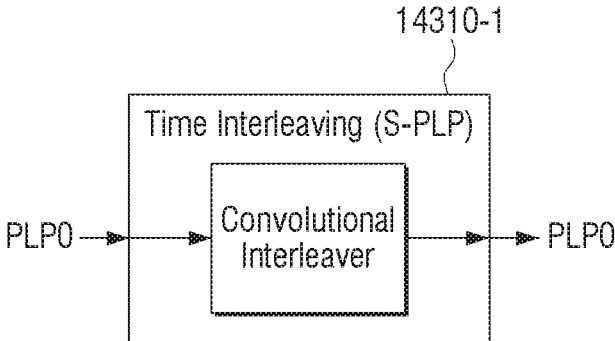 14310-1
Time Interleaving (S-PLP)
PLP0
Convolutional
Interleaver
PLP0